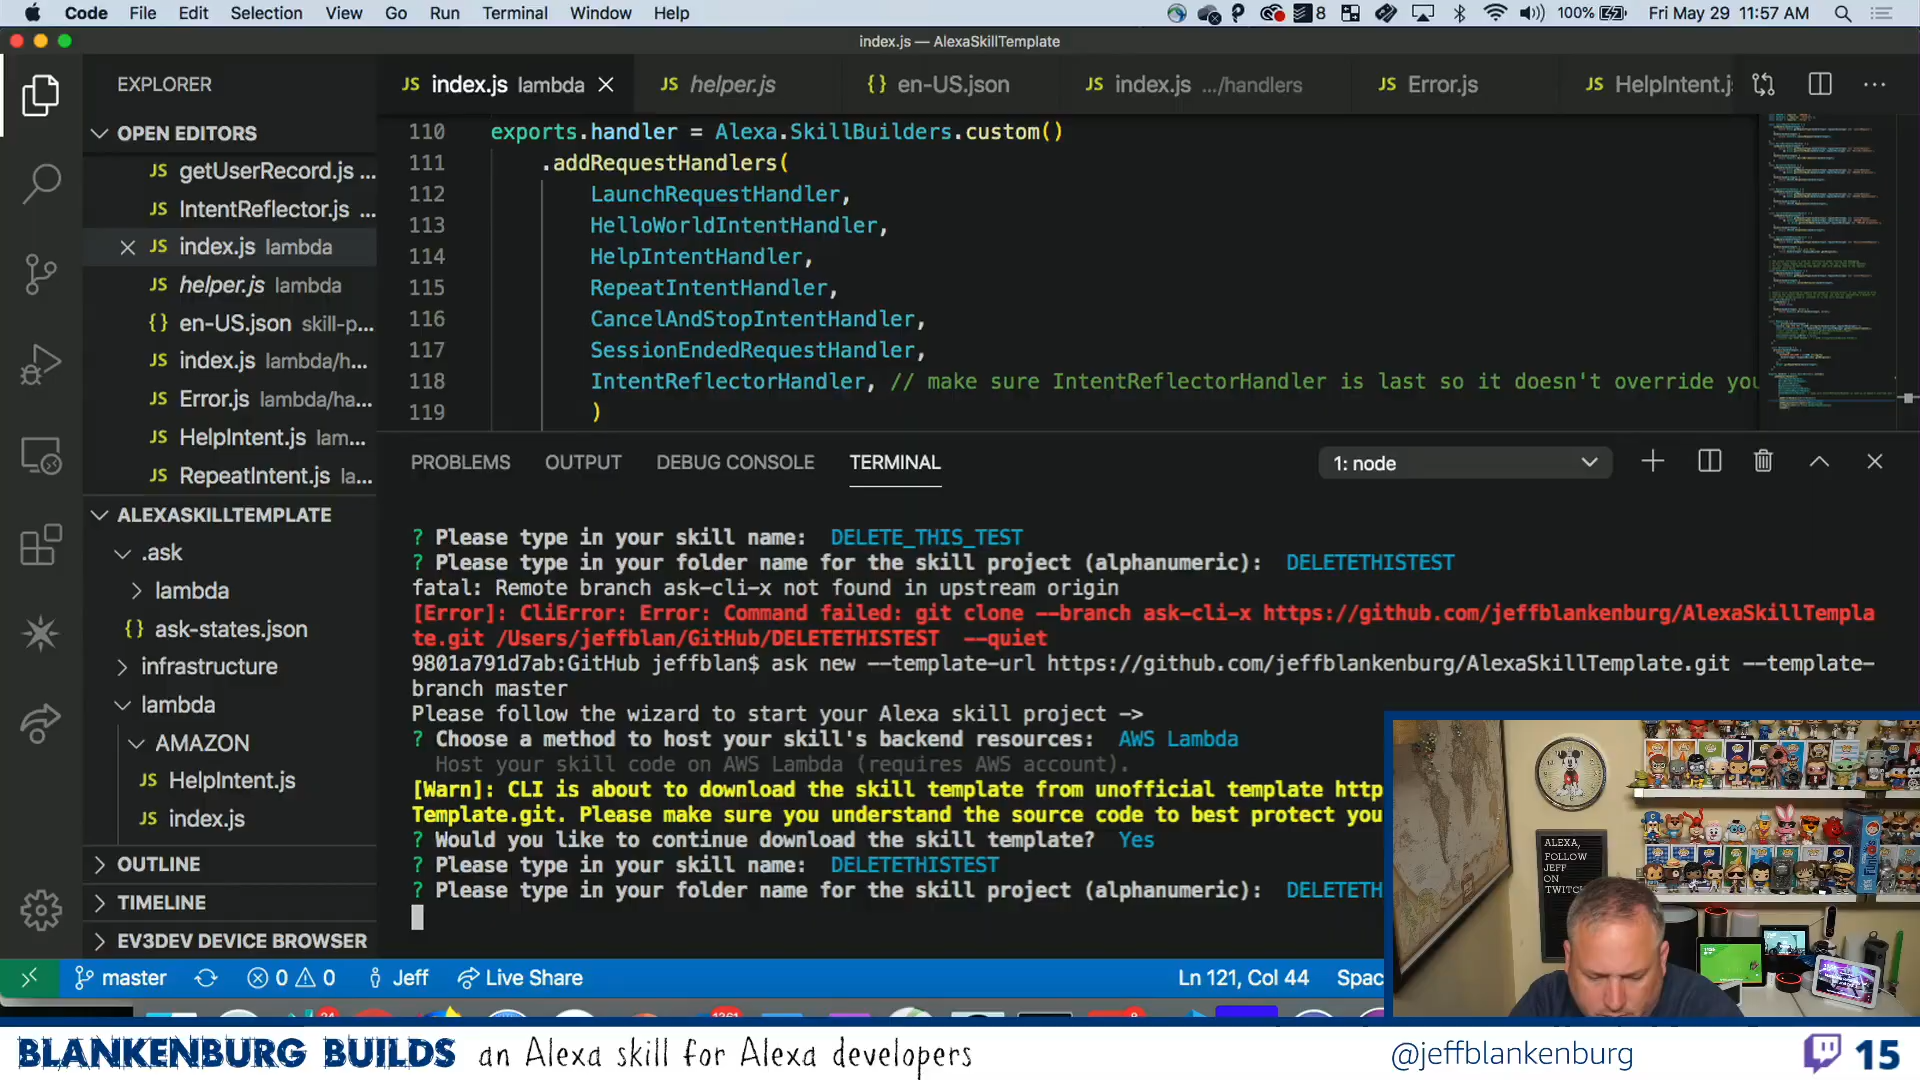 Code File Edit Selection View Go Run Terminal Window Help 8 100% Fri May 29 11:57 AM
index.js — AlexaSkillTemplate
EXPLORER
JS index.js lambda
JS helper.js
{} en-US.json
JS index.js .../handlers
JS Error.js
JS HelpIntent.j
OPEN EDITORS
JS getUserRecord.js ...
JS IntentReflector.js ...
JS index.js lambda
JS helper.js lambda
{} en-US.json skill-p...
JS index.js lambda/h...
JS Error.js lambda/ha...
JS HelpIntent.js lam...
JS RepeatIntent.js la...
ALEXASKILLTEMPLATE
.ask
lambda
{} ask-states.json
infrastructure
lambda
AMAZON
JS HelpIntent.js
JS index.js
OUTLINE
TIMELINE
EV3DEV DEVICE BROWSER
110 exports.handler = Alexa.SkillBuilders.custom()
111 .addRequestHandlers(
112 LaunchRequestHandler,
113 HelloWorldIntentHandler,
114 HelpIntentHandler,
115 RepeatIntentHandler,
116 CancelAndStopIntentHandler,
117 SessionEndedRequestHandler,
118 IntentReflectorHandler, // make sure IntentReflectorHandler is last so it doesn't override you
119 )
PROBLEMS OUTPUT DEBUG CONSOLE TERMINAL 1: node
? Please type in your skill name: DELETE_THIS_TEST
? Please type in your folder name for the skill project (alphanumeric): DELETETHISTEST
fatal: Remote branch ask-cli-x not found in upstream origin
[Error]: CliError: Error: Command failed: git clone --branch ask-cli-x https://github.com/jeffblankenburg/AlexaSkillTempla
te.git /Users/jeffblan/GitHub/DELETETHISTEST --quiet
9801a791d7ab:GitHub jeffblan$ ask new --template-url https://github.com/jeffblankenburg/AlexaSkillTemplate.git --template-
branch master
Please follow the wizard to start your Alexa skill project ->
? Choose a method to host your skill's backend resources: AWS Lambda
Host your skill code on AWS Lambda (requires AWS account).
[Warn]: CLI is about to download the skill template from unofficial template http
Template.git. Please make sure you understand the source code to best protect you
? Would you like to continue download the skill template? Yes
? Please type in your skill name: DELETETHISTEST
? Please type in your folder name for the skill project (alphanumeric): DELETETH
ALEXA,
FOLLOW
JEFF
ON
TWITCH
master 0 0 Jeff Live Share Ln 121, Col 44 Spac
BLANKENBURG BUILDS an Alexa skill for Alexa developers @jeffblankenburg 15